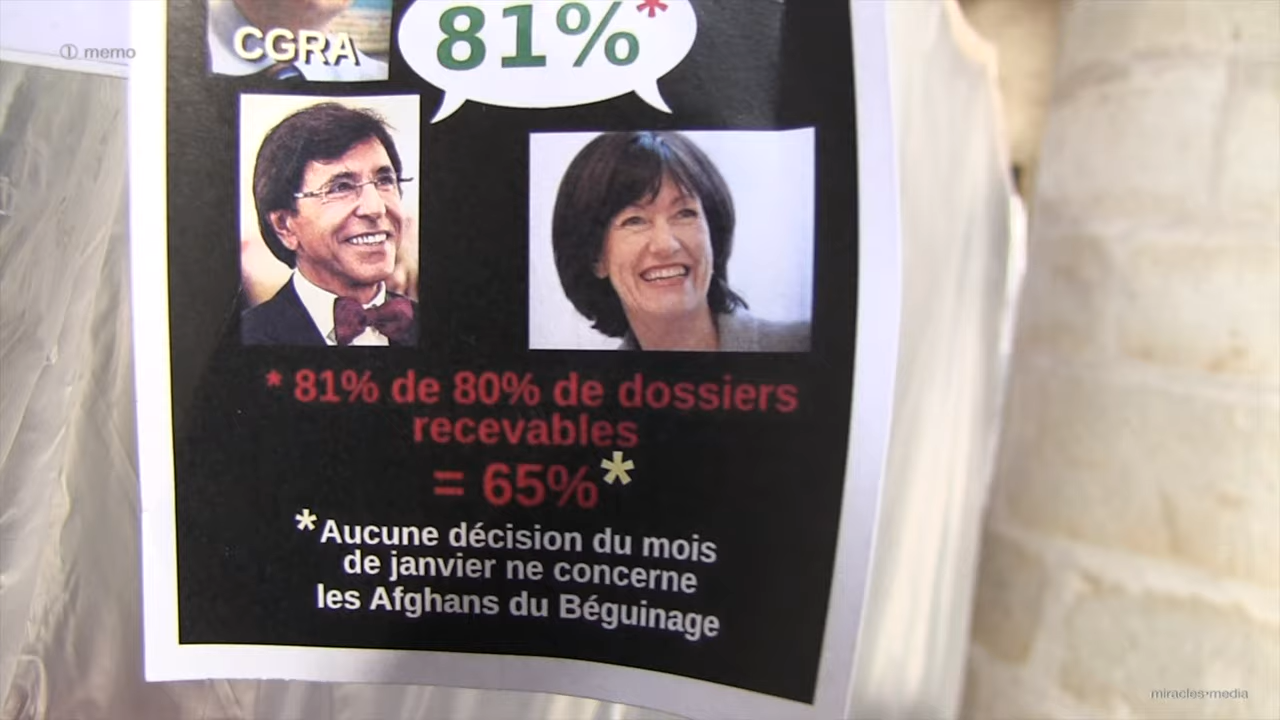 ① memo
CGRA
81%*
* 81% de 80% de dossiers
recevables
= 65%*
*Aucune décision du mois
de janvier ne concerne
les Afghans du Béguinage
miracles•media